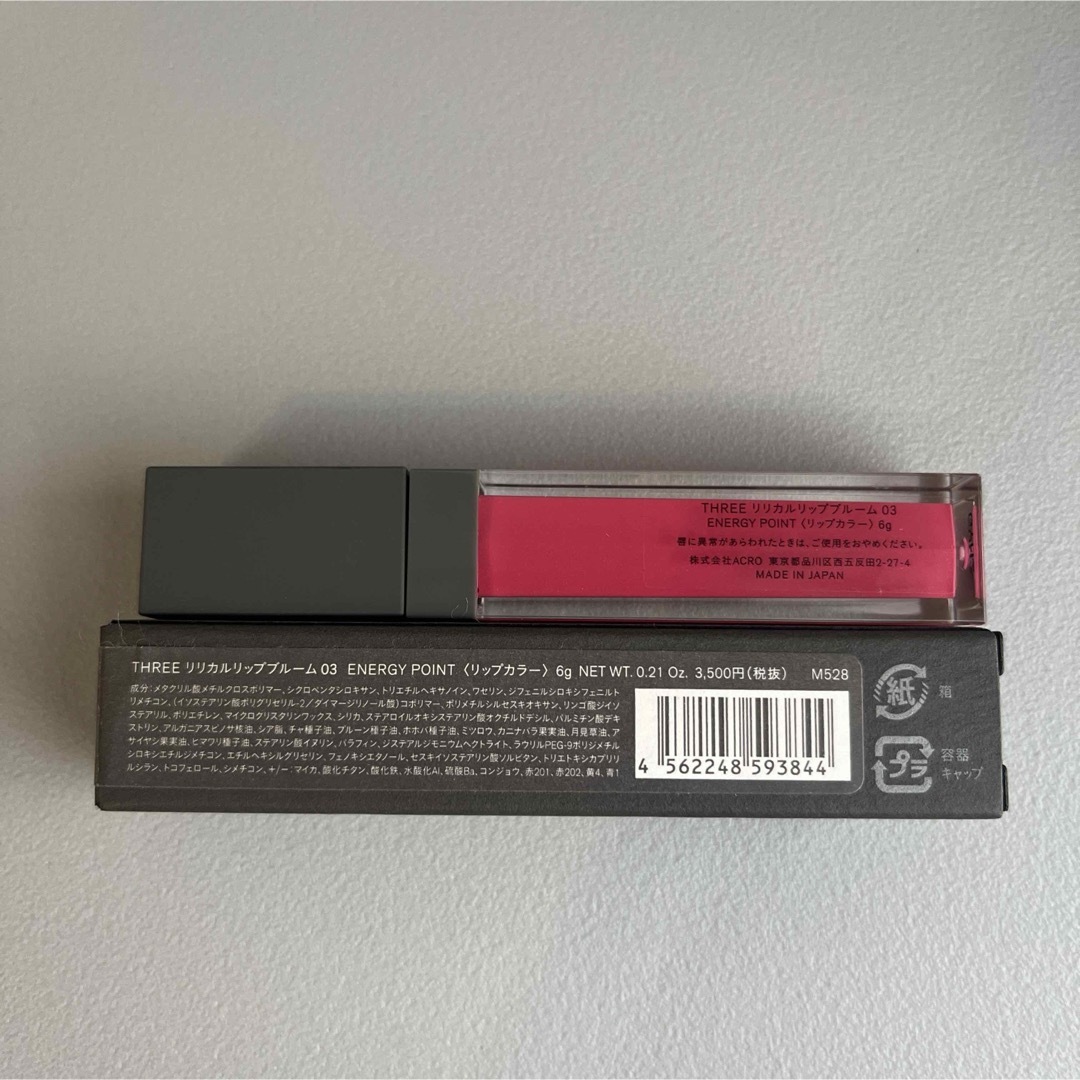 THREE リリカルリップブルーム 03
ENERGY POINT〈リップカラー〉6g
唇に異常があらわれたときは、ご使用をおやめください。
株式会社ACRO 東京都品川区西五反田2-27-4
MADE IN JAPAN
THREE リリカルリップブルーム 03 ENERGY POINT〈リップカラー〉6g NET WT. 0.21 Oz. 3,500円(税抜) M528
成分:メタクリル酸メチルクロスポリマー、シクロペンタシロキサン、トリエチルヘキサノイン、ワセリン、ジフェニルシロキシフェニルト
リメチコン、(イソステアリン酸ポリグリセリル-2/ダイマージリノール酸)コポリマー、ポリメチルシルセスキオキサン、リンゴ酸ジイソ
ステアリル、ポリエチレン、マイクロクリスタリンワックス、シリカ、ステアロイルオキシステアリン酸オクチルドデシル、パルミチン酸デキ
ストリン、アルガニアスピノサ核油、シア脂、チャ種子油、プルーン種子油、ホホバ種子油、ミツロウ、カニナバラ果実油、月見草油、ア
サイヤシ果実油、ヒマワリ種子油、ステアリン酸イヌリン、パラフィン、ジステアルジモニウムヘクトライト、ラウリルPEG-9ポリジメチル
シロキシエチルジメチコン、エチルヘキシルグリセリン、フェノキシエタノール、セスキイソステアリン酸ソルビタン、トリエトキシカプリリ
ルシラン、トコフェロール、シメチコン、+/-:マイカ、酸化チタン、酸化鉄、水酸化Al、硫酸Ba、コンジョウ、赤201、赤202、黄4、青1
4 562248 593844
紙 箱
プラ 容器
キャップ